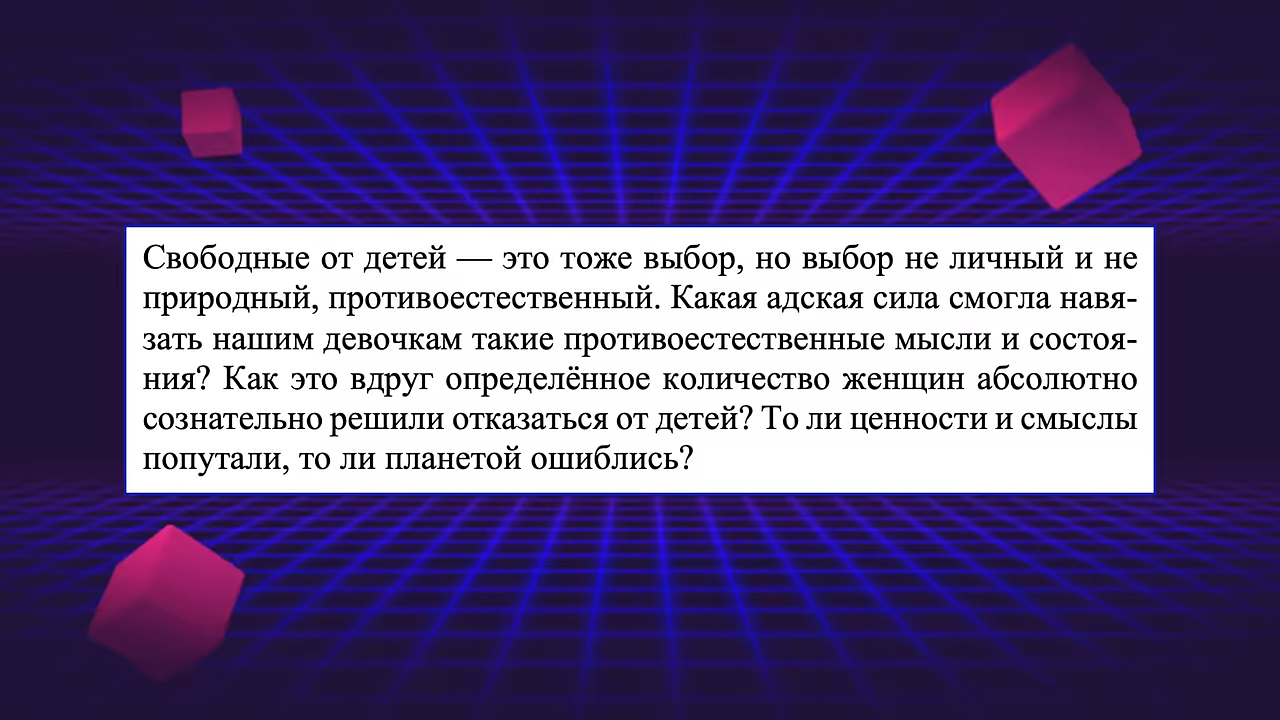 Свободные от детей — это тоже выбор, но выбор не личный и не
природный, противоестественный. Какая адская сила смогла навя-
зать нашим девочкам такие противоестественные мысли и состоя-
ния? Как это вдруг определённое количество женщин абсолютно
сознательно решили отказаться от детей? То ли ценности и смыслы
попутали, то ли планетой ошиблись?